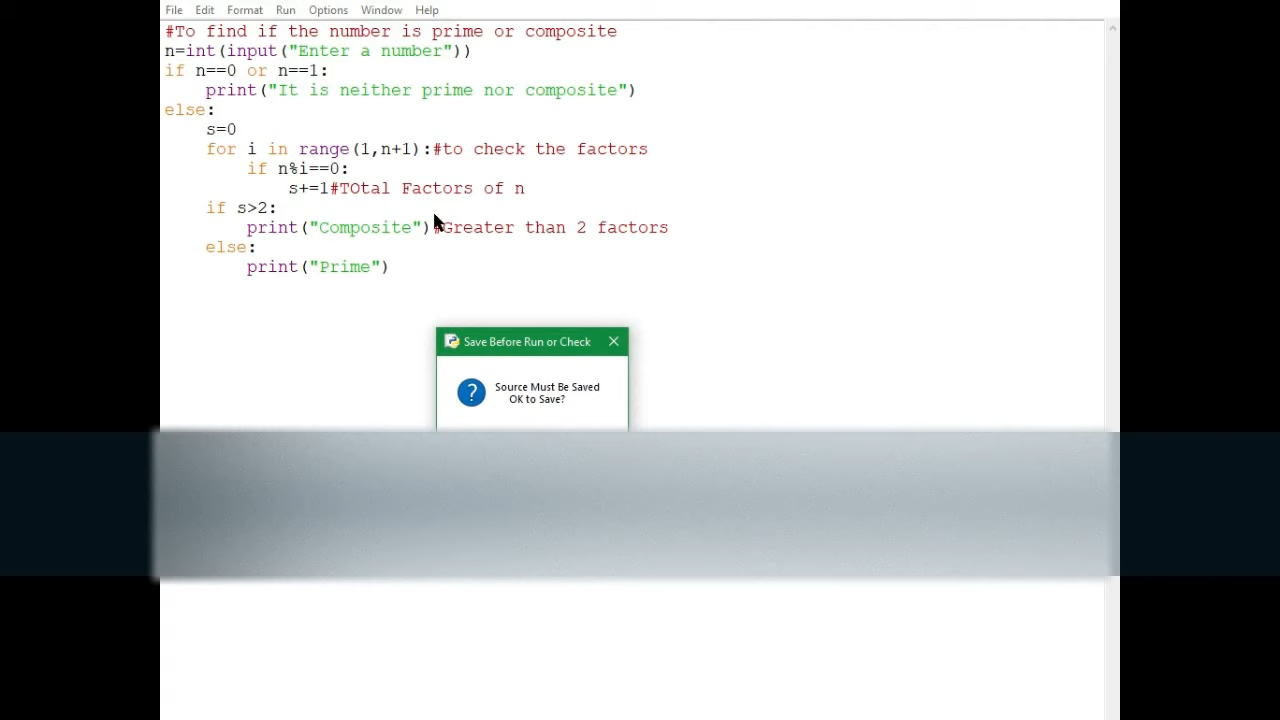 File Edit Format Run Options Window Help
#To find if the number is prime or composite
n=int(input("Enter a number"))
if n==0 or n==1:
    print("It is neither prime nor composite")
else:
    s=0
    for i in range(1,n+1):#to check the factors
        if n%i==0:
            s+=1#TOtal Factors of n
    if s>2:
        print("Composite")#Greater than 2 factors
    else:
        print("Prime")
Save Before Run or Check
Source Must Be Saved
OK to Save?